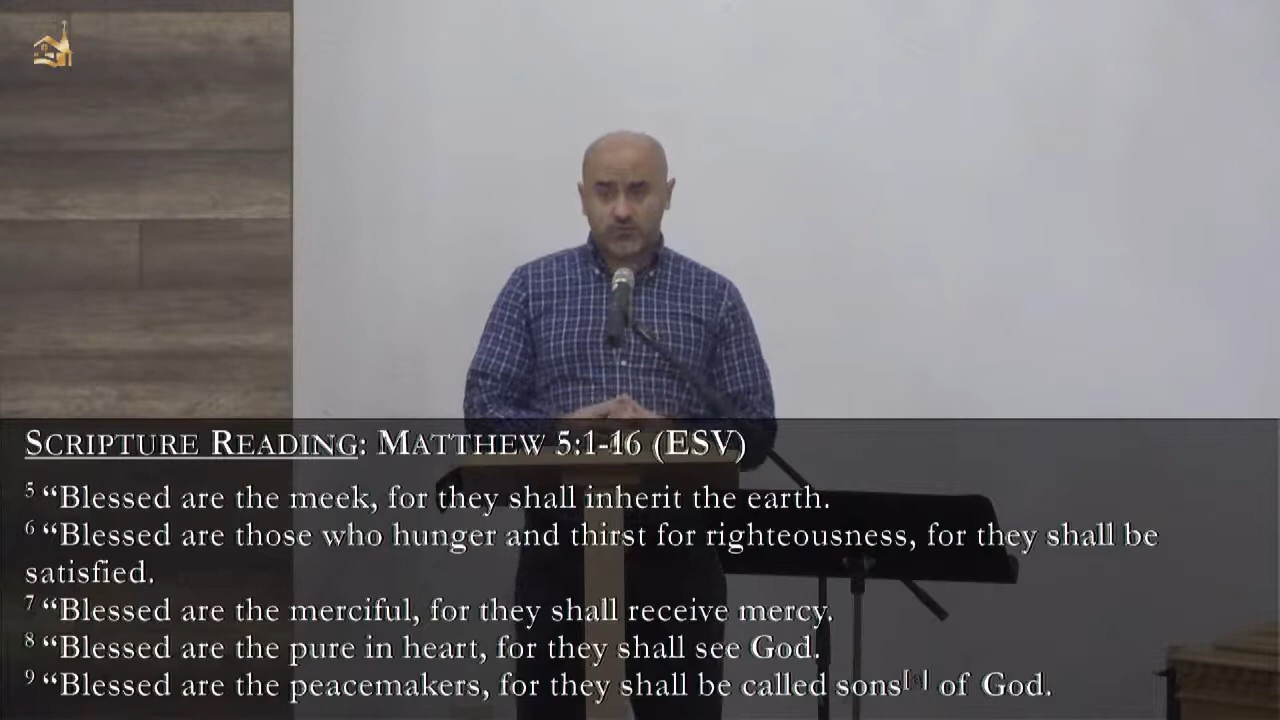 SCRIPTURE READING: MATTHEW 5:1-16 (ESV)
5 “Blessed are the meek, for they shall inherit the earth.
6 “Blessed are those who hunger and thirst for righteousness, for they shall be
satisfied.
7 “Blessed are the merciful, for they shall receive mercy.
8 “Blessed are the pure in heart, for they shall see God.
9 “Blessed are the peacemakers, for they shall be called sons[a] of God.